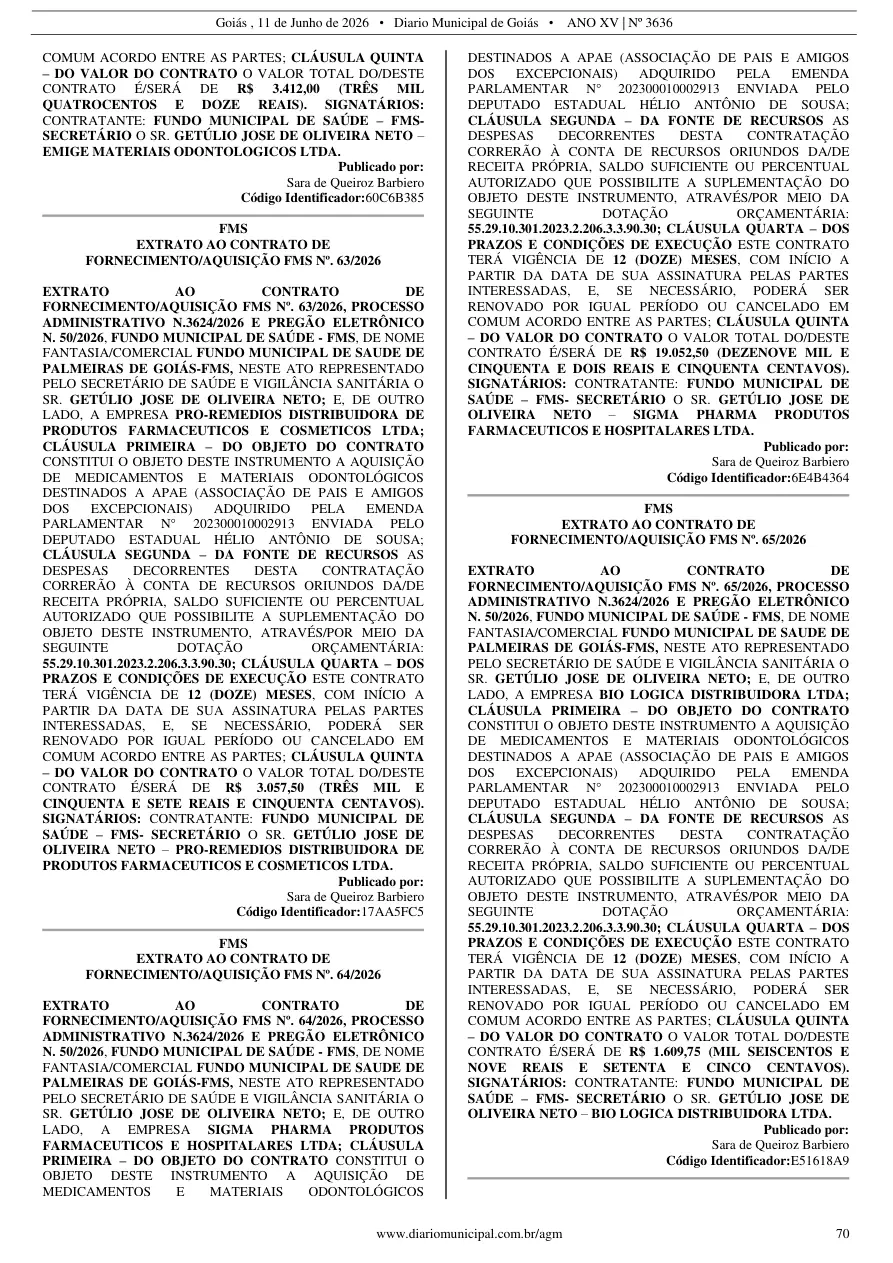 Goiás , 11 de Junho de 2026 • Diario Municipal de Goiás • ANO XV | Nº 3636
COMUM ACORDO ENTRE AS PARTES; CLÁUSULA QUINTA
– DO VALOR DO CONTRATO O VALOR TOTAL DO/DESTE
CONTRATO É/SERÁ DE R$ 3.412,00 (TRÊS MIL
QUATROCENTOS E DOZE REAIS). SIGNATÁRIOS:
CONTRATANTE: FUNDO MUNICIPAL DE SAÚDE – FMS-
SECRETÁRIO O SR. GETÚLIO JOSE DE OLIVEIRA NETO –
EMIGE MATERIAIS ODONTOLOGICOS LTDA.
Publicado por:
Sara de Queiroz Barbiero
Código Identificador:60C6B385
FMS
EXTRATO AO CONTRATO DE
FORNECIMENTO/AQUISIÇÃO FMS Nº. 63/2026
EXTRATO AO CONTRATO DE
FORNECIMENTO/AQUISIÇÃO FMS Nº. 63/2026, PROCESSO
ADMINISTRATIVO N.3624/2026 E PREGÃO ELETRÔNICO
N. 50/2026, FUNDO MUNICIPAL DE SAÚDE - FMS, DE NOME
FANTASIA/COMERCIAL FUNDO MUNICIPAL DE SAUDE DE
PALMEIRAS DE GOIÁS-FMS, NESTE ATO REPRESENTADO
PELO SECRETÁRIO DE SAÚDE E VIGILÂNCIA SANITÁRIA O
SR. GETÚLIO JOSE DE OLIVEIRA NETO; E, DE OUTRO
LADO, A EMPRESA PRO-REMEDIOS DISTRIBUIDORA DE
PRODUTOS FARMACEUTICOS E COSMETICOS LTDA;
CLÁUSULA PRIMEIRA – DO OBJETO DO CONTRATO
CONSTITUI O OBJETO DESTE INSTRUMENTO A AQUISIÇÃO
DE MEDICAMENTOS E MATERIAIS ODONTOLÓGICOS
DESTINADOS A APAE (ASSOCIAÇÃO DE PAIS E AMIGOS
DOS EXCEPCIONAIS) ADQUIRIDO PELA EMENDA
PARLAMENTAR N° 202300010002913 ENVIADA PELO
DEPUTADO ESTADUAL HÉLIO ANTÔNIO DE SOUSA;
CLÁUSULA SEGUNDA – DA FONTE DE RECURSOS AS
DESPESAS DECORRENTES DESTA CONTRATAÇÃO
CORRERÃO À CONTA DE RECURSOS ORIUNDOS DA/DE
RECEITA PRÓPRIA, SALDO SUFICIENTE OU PERCENTUAL
AUTORIZADO QUE POSSIBILITE A SUPLEMENTAÇÃO DO
OBJETO DESTE INSTRUMENTO, ATRAVÉS/POR MEIO DA
SEGUINTE DOTAÇÃO ORÇAMENTÁRIA:
55.29.10.301.2023.2.206.3.3.90.30; CLÁUSULA QUARTA – DOS
PRAZOS E CONDIÇÕES DE EXECUÇÃO ESTE CONTRATO
TERÁ VIGÊNCIA DE 12 (DOZE) MESES, COM INÍCIO A
PARTIR DA DATA DE SUA ASSINATURA PELAS PARTES
INTERESSADAS, E, SE NECESSÁRIO, PODERÁ SER
RENOVADO POR IGUAL PERÍODO OU CANCELADO EM
COMUM ACORDO ENTRE AS PARTES; CLÁUSULA QUINTA
– DO VALOR DO CONTRATO O VALOR TOTAL DO/DESTE
CONTRATO É/SERÁ DE R$ 3.057,50 (TRÊS MIL E
CINQUENTA E SETE REAIS E CINQUENTA CENTAVOS).
SIGNATÁRIOS: CONTRATANTE: FUNDO MUNICIPAL DE
SAÚDE – FMS- SECRETÁRIO O SR. GETÚLIO JOSE DE
OLIVEIRA NETO – PRO-REMEDIOS DISTRIBUIDORA DE
PRODUTOS FARMACEUTICOS E COSMETICOS LTDA.
Publicado por:
Sara de Queiroz Barbiero
Código Identificador:17AA5FC5
FMS
EXTRATO AO CONTRATO DE
FORNECIMENTO/AQUISIÇÃO FMS Nº. 64/2026
EXTRATO AO CONTRATO DE
FORNECIMENTO/AQUISIÇÃO FMS Nº. 64/2026, PROCESSO
ADMINISTRATIVO N.3624/2026 E PREGÃO ELETRÔNICO
N. 50/2026, FUNDO MUNICIPAL DE SAÚDE - FMS, DE NOME
FANTASIA/COMERCIAL FUNDO MUNICIPAL DE SAUDE DE
PALMEIRAS DE GOIÁS-FMS, NESTE ATO REPRESENTADO
PELO SECRETÁRIO DE SAÚDE E VIGILÂNCIA SANITÁRIA O
SR. GETÚLIO JOSE DE OLIVEIRA NETO; E, DE OUTRO
LADO, A EMPRESA SIGMA PHARMA PRODUTOS
FARMACEUTICOS E HOSPITALARES LTDA; CLÁUSULA
PRIMEIRA – DO OBJETO DO CONTRATO CONSTITUI O
OBJETO DESTE INSTRUMENTO A AQUISIÇÃO DE
MEDICAMENTOS E MATERIAIS ODONTOLÓGICOS
DESTINADOS A APAE (ASSOCIAÇÃO DE PAIS E AMIGOS
DOS EXCEPCIONAIS) ADQUIRIDO PELA EMENDA
PARLAMENTAR N° 202300010002913 ENVIADA PELO
DEPUTADO ESTADUAL HÉLIO ANTÔNIO DE SOUSA;
CLÁUSULA SEGUNDA – DA FONTE DE RECURSOS AS
DESPESAS DECORRENTES DESTA CONTRATAÇÃO
CORRERÃO À CONTA DE RECURSOS ORIUNDOS DA/DE
RECEITA PRÓPRIA, SALDO SUFICIENTE OU PERCENTUAL
AUTORIZADO QUE POSSIBILITE A SUPLEMENTAÇÃO DO
OBJETO DESTE INSTRUMENTO, ATRAVÉS/POR MEIO DA
SEGUINTE DOTAÇÃO ORÇAMENTÁRIA:
55.29.10.301.2023.2.206.3.3.90.30; CLÁUSULA QUARTA – DOS
PRAZOS E CONDIÇÕES DE EXECUÇÃO ESTE CONTRATO
TERÁ VIGÊNCIA DE 12 (DOZE) MESES, COM INÍCIO A
PARTIR DA DATA DE SUA ASSINATURA PELAS PARTES
INTERESSADAS, E, SE NECESSÁRIO, PODERÁ SER
RENOVADO POR IGUAL PERÍODO OU CANCELADO EM
COMUM ACORDO ENTRE AS PARTES; CLÁUSULA QUINTA
– DO VALOR DO CONTRATO O VALOR TOTAL DO/DESTE
CONTRATO É/SERÁ DE R$ 19.052,50 (DEZENOVE MIL E
CINQUENTA E DOIS REAIS E CINQUENTA CENTAVOS).
SIGNATÁRIOS: CONTRATANTE: FUNDO MUNICIPAL DE
SAÚDE – FMS- SECRETÁRIO O SR. GETÚLIO JOSE DE
OLIVEIRA NETO – SIGMA PHARMA PRODUTOS
FARMACEUTICOS E HOSPITALARES LTDA.
Publicado por:
Sara de Queiroz Barbiero
Código Identificador:6E4B4364
FMS
EXTRATO AO CONTRATO DE
FORNECIMENTO/AQUISIÇÃO FMS Nº. 65/2026
EXTRATO AO CONTRATO DE
FORNECIMENTO/AQUISIÇÃO FMS Nº. 65/2026, PROCESSO
ADMINISTRATIVO N.3624/2026 E PREGÃO ELETRÔNICO
N. 50/2026, FUNDO MUNICIPAL DE SAÚDE - FMS, DE NOME
FANTASIA/COMERCIAL FUNDO MUNICIPAL DE SAUDE DE
PALMEIRAS DE GOIÁS-FMS, NESTE ATO REPRESENTADO
PELO SECRETÁRIO DE SAÚDE E VIGILÂNCIA SANITÁRIA O
SR. GETÚLIO JOSE DE OLIVEIRA NETO; E, DE OUTRO
LADO, A EMPRESA BIO LOGICA DISTRIBUIDORA LTDA;
CLÁUSULA PRIMEIRA – DO OBJETO DO CONTRATO
CONSTITUI O OBJETO DESTE INSTRUMENTO A AQUISIÇÃO
DE MEDICAMENTOS E MATERIAIS ODONTOLÓGICOS
DESTINADOS A APAE (ASSOCIAÇÃO DE PAIS E AMIGOS
DOS EXCEPCIONAIS) ADQUIRIDO PELA EMENDA
PARLAMENTAR N° 202300010002913 ENVIADA PELO
DEPUTADO ESTADUAL HÉLIO ANTÔNIO DE SOUSA;
CLÁUSULA SEGUNDA – DA FONTE DE RECURSOS AS
DESPESAS DECORRENTES DESTA CONTRATAÇÃO
CORRERÃO À CONTA DE RECURSOS ORIUNDOS DA/DE
RECEITA PRÓPRIA, SALDO SUFICIENTE OU PERCENTUAL
AUTORIZADO QUE POSSIBILITE A SUPLEMENTAÇÃO DO
OBJETO DESTE INSTRUMENTO, ATRAVÉS/POR MEIO DA
SEGUINTE DOTAÇÃO ORÇAMENTÁRIA:
55.29.10.301.2023.2.206.3.3.90.30; CLÁUSULA QUARTA – DOS
PRAZOS E CONDIÇÕES DE EXECUÇÃO ESTE CONTRATO
TERÁ VIGÊNCIA DE 12 (DOZE) MESES, COM INÍCIO A
PARTIR DA DATA DE SUA ASSINATURA PELAS PARTES
INTERESSADAS, E, SE NECESSÁRIO, PODERÁ SER
RENOVADO POR IGUAL PERÍODO OU CANCELADO EM
COMUM ACORDO ENTRE AS PARTES; CLÁUSULA QUINTA
– DO VALOR DO CONTRATO O VALOR TOTAL DO/DESTE
CONTRATO É/SERÁ DE R$ 1.609,75 (MIL SEISCENTOS E
NOVE REAIS E SETENTA E CINCO CENTAVOS).
SIGNATÁRIOS: CONTRATANTE: FUNDO MUNICIPAL DE
SAÚDE – FMS- SECRETÁRIO O SR. GETÚLIO JOSE DE
OLIVEIRA NETO – BIO LOGICA DISTRIBUIDORA LTDA.
Publicado por:
Sara de Queiroz Barbiero
Código Identificador:E51618A9
www.diariomunicipal.com.br/agm 70